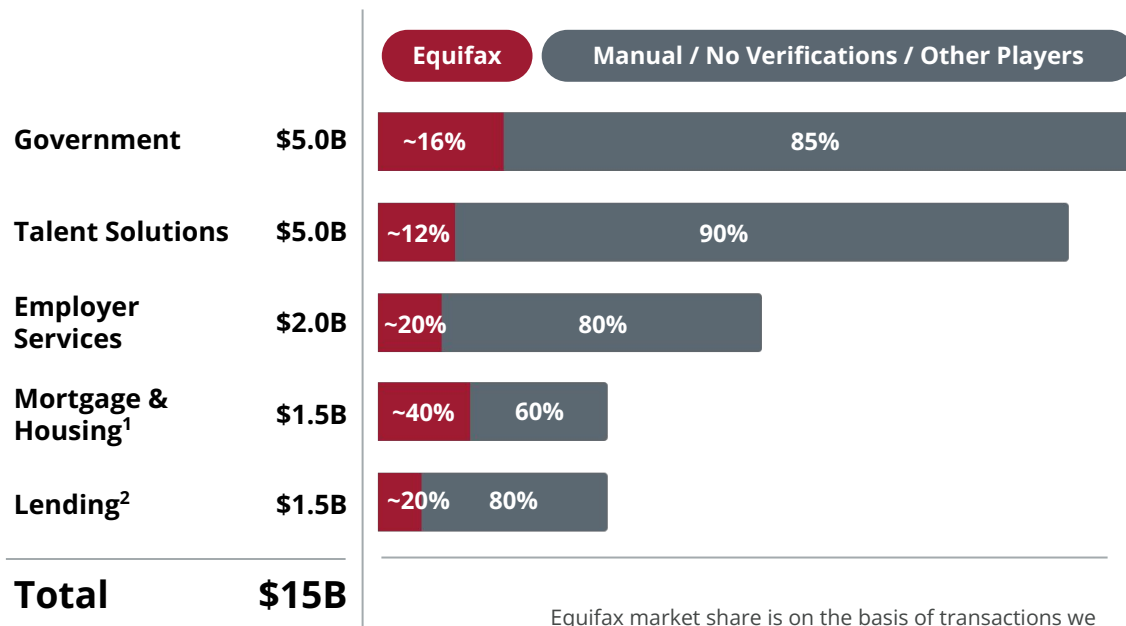 Equifax Manual / No Verifications / Other Players
Government $5.0B ~16% 85%
Talent Solutions $5.0B ~12% 90%
Employer
Services $2.0B ~20% 80%
Mortgage &
Housing¹ $1.5B ~40% 60%
Lending² $1.5B ~20% 80%
Total $15B
Equifax market share is on the basis of transactions we